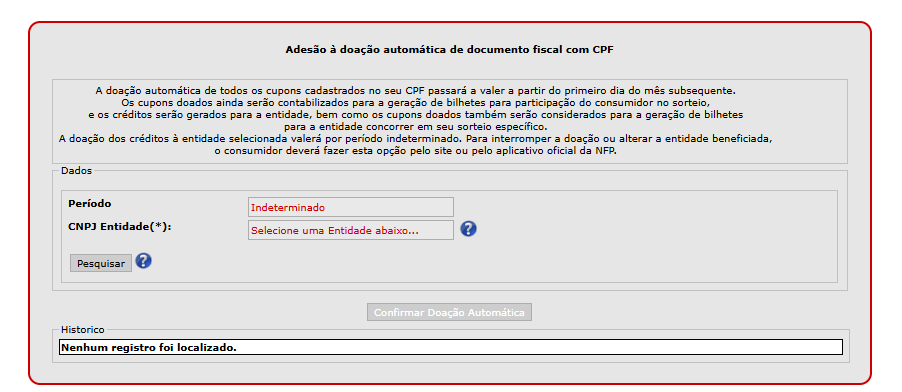 Adesão à doação automática de documento fiscal com CPF
A doação automática de todos os cupons cadastrados no seu CPF passará a valer a partir do primeiro dia do mês subsequente.
Os cupons doados ainda serão contabilizados para a geração de bilhetes para participação do consumidor no sorteio,
e os créditos serão gerados para a entidade, bem como os cupons doados também serão considerados para a geração de bilhetes
para a entidade concorrer em seu sorteio específico.
A doação dos créditos à entidade selecionada valerá por período indeterminado. Para interromper a doação ou alterar a entidade beneficiada,
o consumidor deverá fazer esta opção pelo site ou pelo aplicativo oficial da NFP.
Dados
Período
Indeterminado
CNPJ Entidade(*):
Selecione uma Entidade abaixo...
?
Pesquisar
?
Confirmar Doação Automática
Historico
Nenhum registro foi localizado.